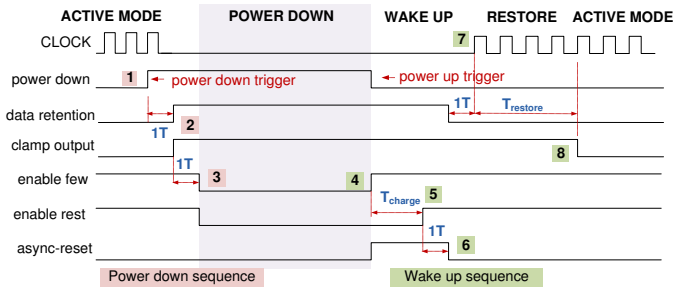 ACTIVE MODE POWER DOWN WAKE UP RESTORE ACTIVE MODE
CLOCK 7
power down 1 power down trigger power up trigger
data retention 1T Trestore
1T 2
clamp output 8
1T
enable few 3 4
Tcharge 5
enable rest
1T
async-reset 6
Power down sequence Wake up sequence